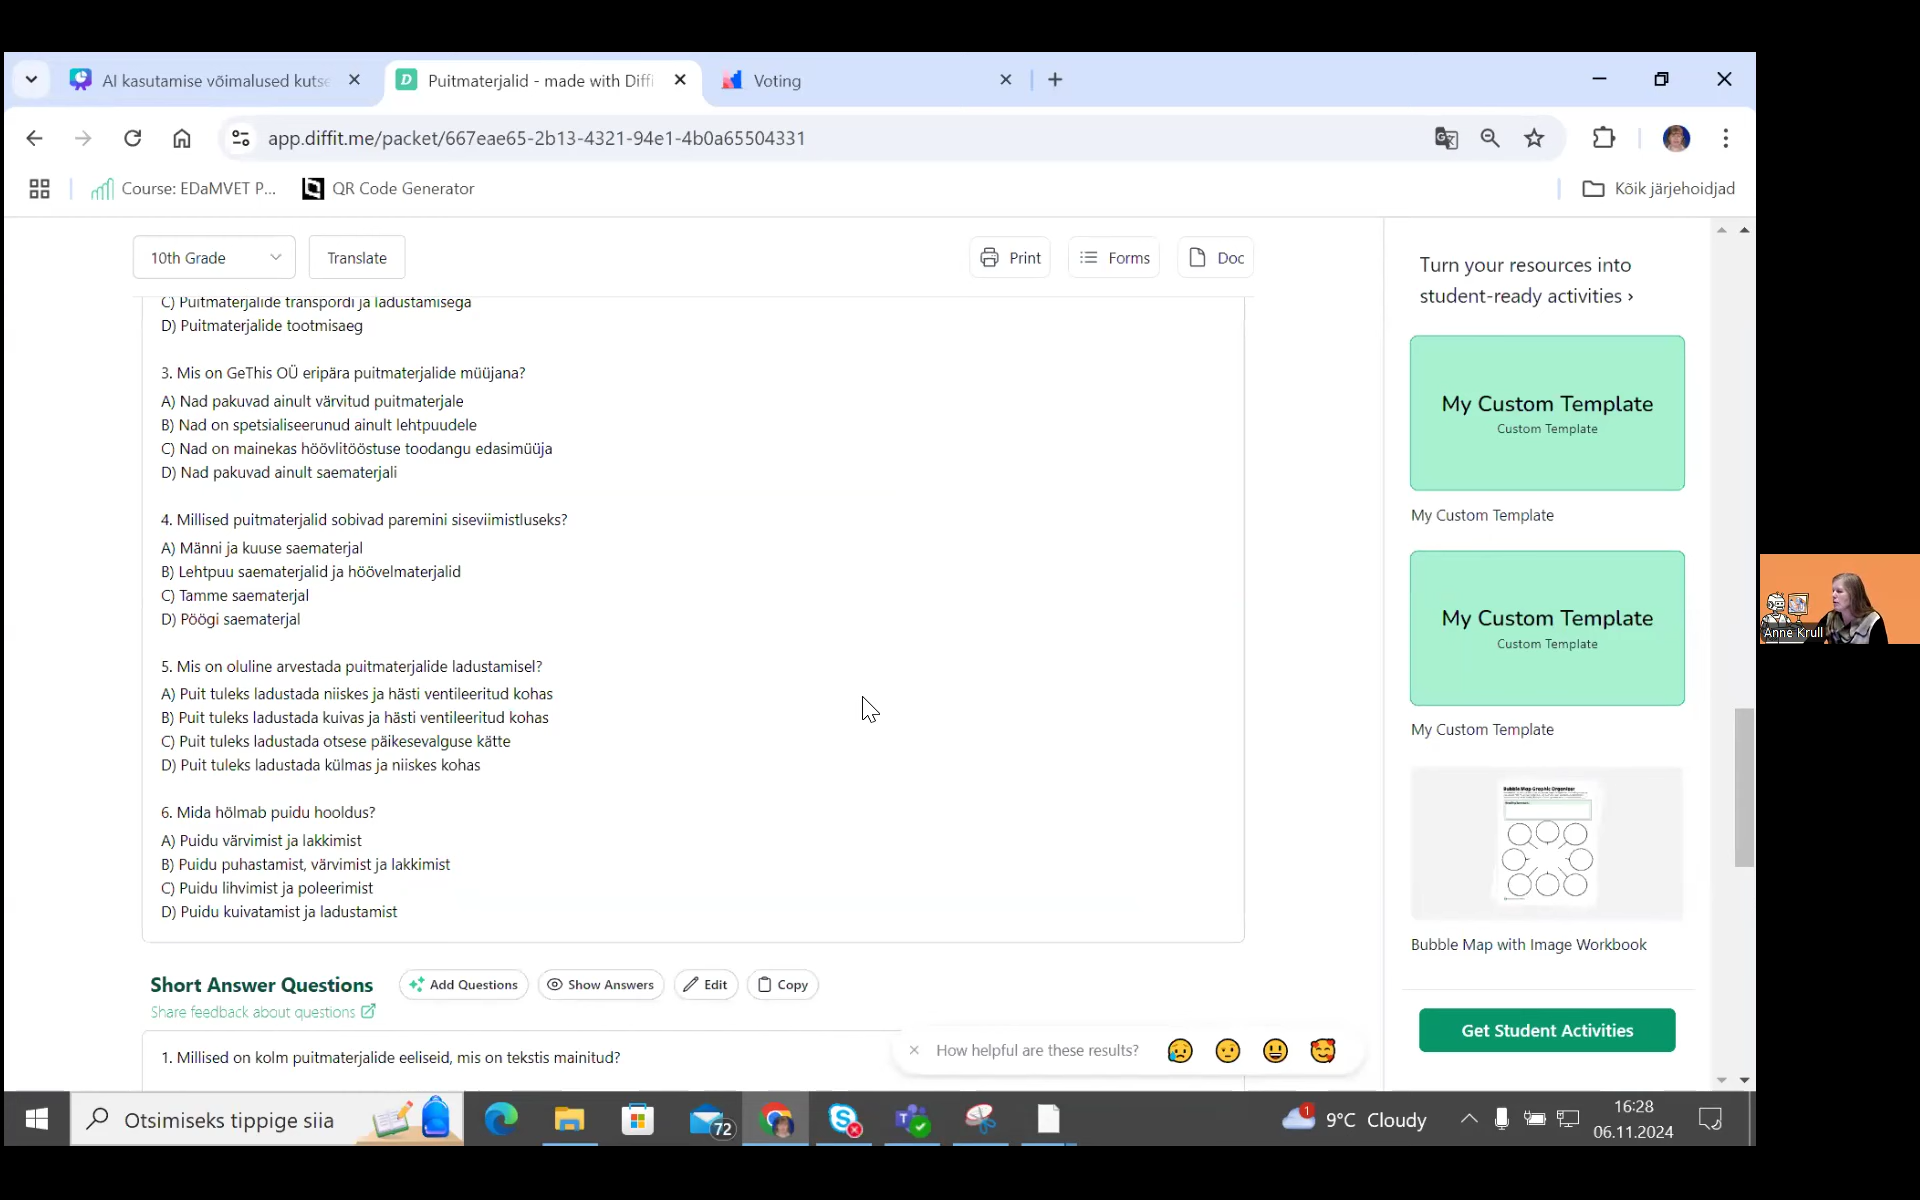 AI kasutamise võimalused kutse
Puitmaterjalid - made with Diffi
Voting
app.diffit.me/packet/667eae65-2b13-4321-94e1-4b0a65504331
Course: EDaMVET P...
QR Code Generator
Kõik järjehoidjad
10th Grade
Translate
Print
Forms
Doc
C) Puitmaterjalide transpordi ja ladustamisega
D) Puitmaterjalide tootmisaeg
3. Mis on GeThis OÜ eripära puitmaterjalide müüjana?
A) Nad pakuvad ainult värvitud puitmaterjale
B) Nad on spetsialiseerunud ainult lehtpuudele
C) Nad on mainekas höövlitööstuse toodangu edasimüüja
D) Nad pakuvad ainult saematerjali
4. Millised puitmaterjalid sobivad paremini siseviimistluseks?
A) Männi ja kuuse saematerjal
B) Lehtpuu saematerjalid ja höövelmaterjalid
C) Tamme saematerjal
D) Pöögi saematerjal
5. Mis on oluline arvestada puitmaterjalide ladustamisel?
A) Puit tuleks ladustada niiskes ja hästi ventileeritud kohas
B) Puit tuleks ladustada kuivas ja hästi ventileeritud kohas
C) Puit tuleks ladustada otsese päikesevalguse kätte
D) Puit tuleks ladustada külmas ja niiskes kohas
6. Mida hõlmab puidu hooldus?
A) Puidu värvimist ja lakkimist
B) Puidu puhastamist, värvimist ja lakkimist
C) Puidu lihvimist ja poleerimist
D) Puidu kuivatamist ja ladustamist
Short Answer Questions
Add Questions
Show Answers
Edit
Copy
Share feedback about questions
1. Millised on kolm puitmaterjalide eeliseid, mis on tekstis mainitud?
How helpful are these results?
Turn your resources into
student-ready activities ›
My Custom Template
Custom Template
My Custom Template
My Custom Template
Custom Template
My Custom Template
Bubble Map Graphic Organizer
Bubble Map with Image Workbook
Get Student Activities
Anne Krull
Otsimiseks tippige siia
72
1
9°C Cloudy
16:28
06.11.2024